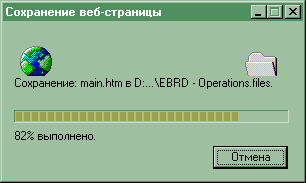 Сохранение веб-страницы
Сохранение: main.htm в D:...\EBRD - Operations.files.
82% выполнено.
Отмена